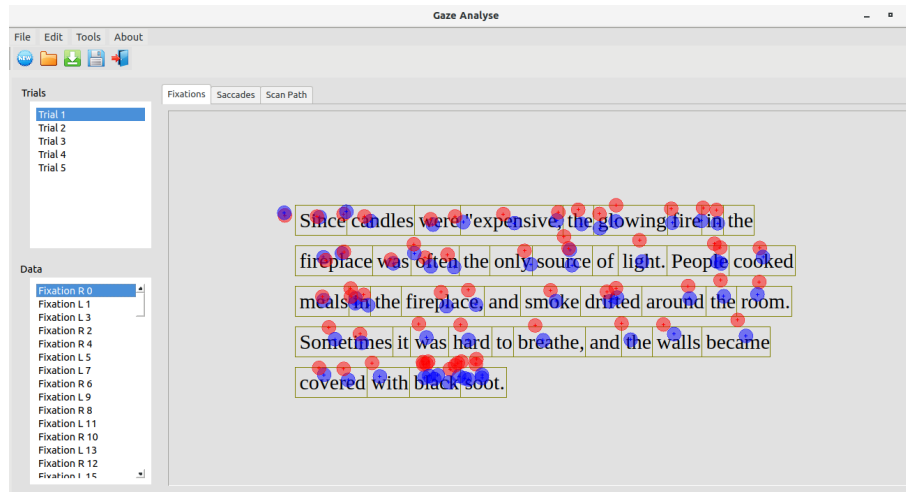 Gaze Analyse
File Edit Tools About
NEW
Trials
Trial 1
Trial 2
Trial 3
Trial 4
Trial 5
Data
Fixation R 0
Fixation L 1
Fixation L 3
Fixation R 2
Fixation R 4
Fixation L 5
Fixation L 7
Fixation R 6
Fixation L 9
Fixation R 8
Fixation L 11
Fixation R 10
Fixation L 13
Fixation R 12
Fixation L 15
Fixations Saccades Scan Path
Since candles were "expensive, the glowing fire in the
fireplace was often the only source of light. People cooked
meals in the fireplace, and smoke drifted around the room.
Sometimes it was hard to breathe, and the walls became
covered with black soot.